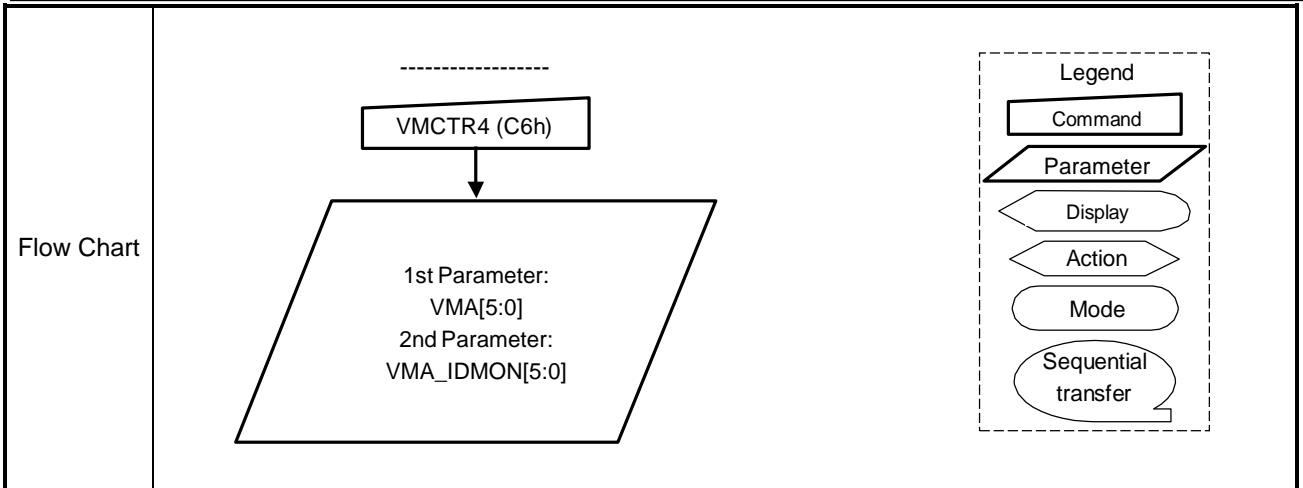 Flow Chart
VMCTR4 (C6h)
1st Parameter:
VMA[5:0]
2nd Parameter:
VMA_IDMON[5:0]
Legend
Command
Parameter
Display
Action
Mode
Sequential
transfer